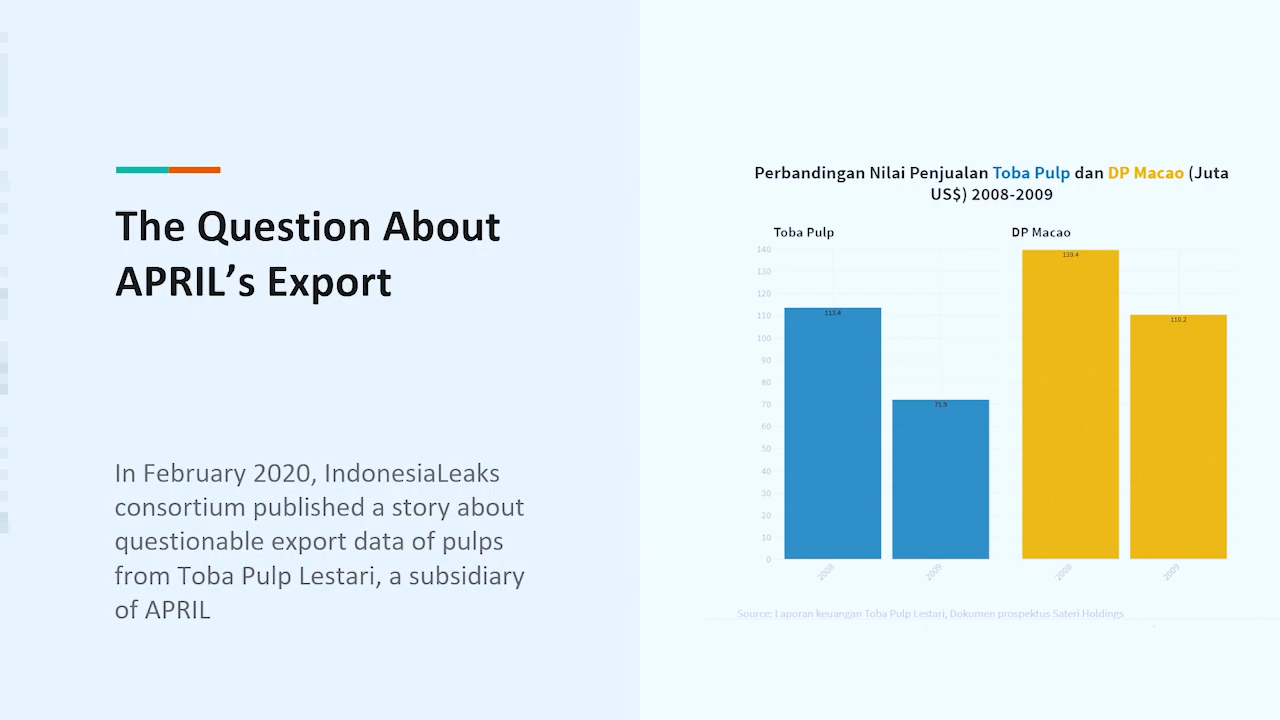 The Question About
APRIL’s Export
In February 2020, IndonesiaLeaks
consortium published a story about
questionable export data of pulps
from Toba Pulp Lestari, a subsidiary
of APRIL
Perbandingan Nilai Penjualan Toba Pulp dan DP Macao (Juta
US$) 2008-2009
Toba Pulp
DP Macao
140
130
120
110
100
90
80
70
60
50
40
30
20
10
0
113.4
71.9
139.4
110.2
2008
2009
2008
2009
Source: Laporan keuangan Toba Pulp Lestari, Dokumen prospektus Sateri Holdings